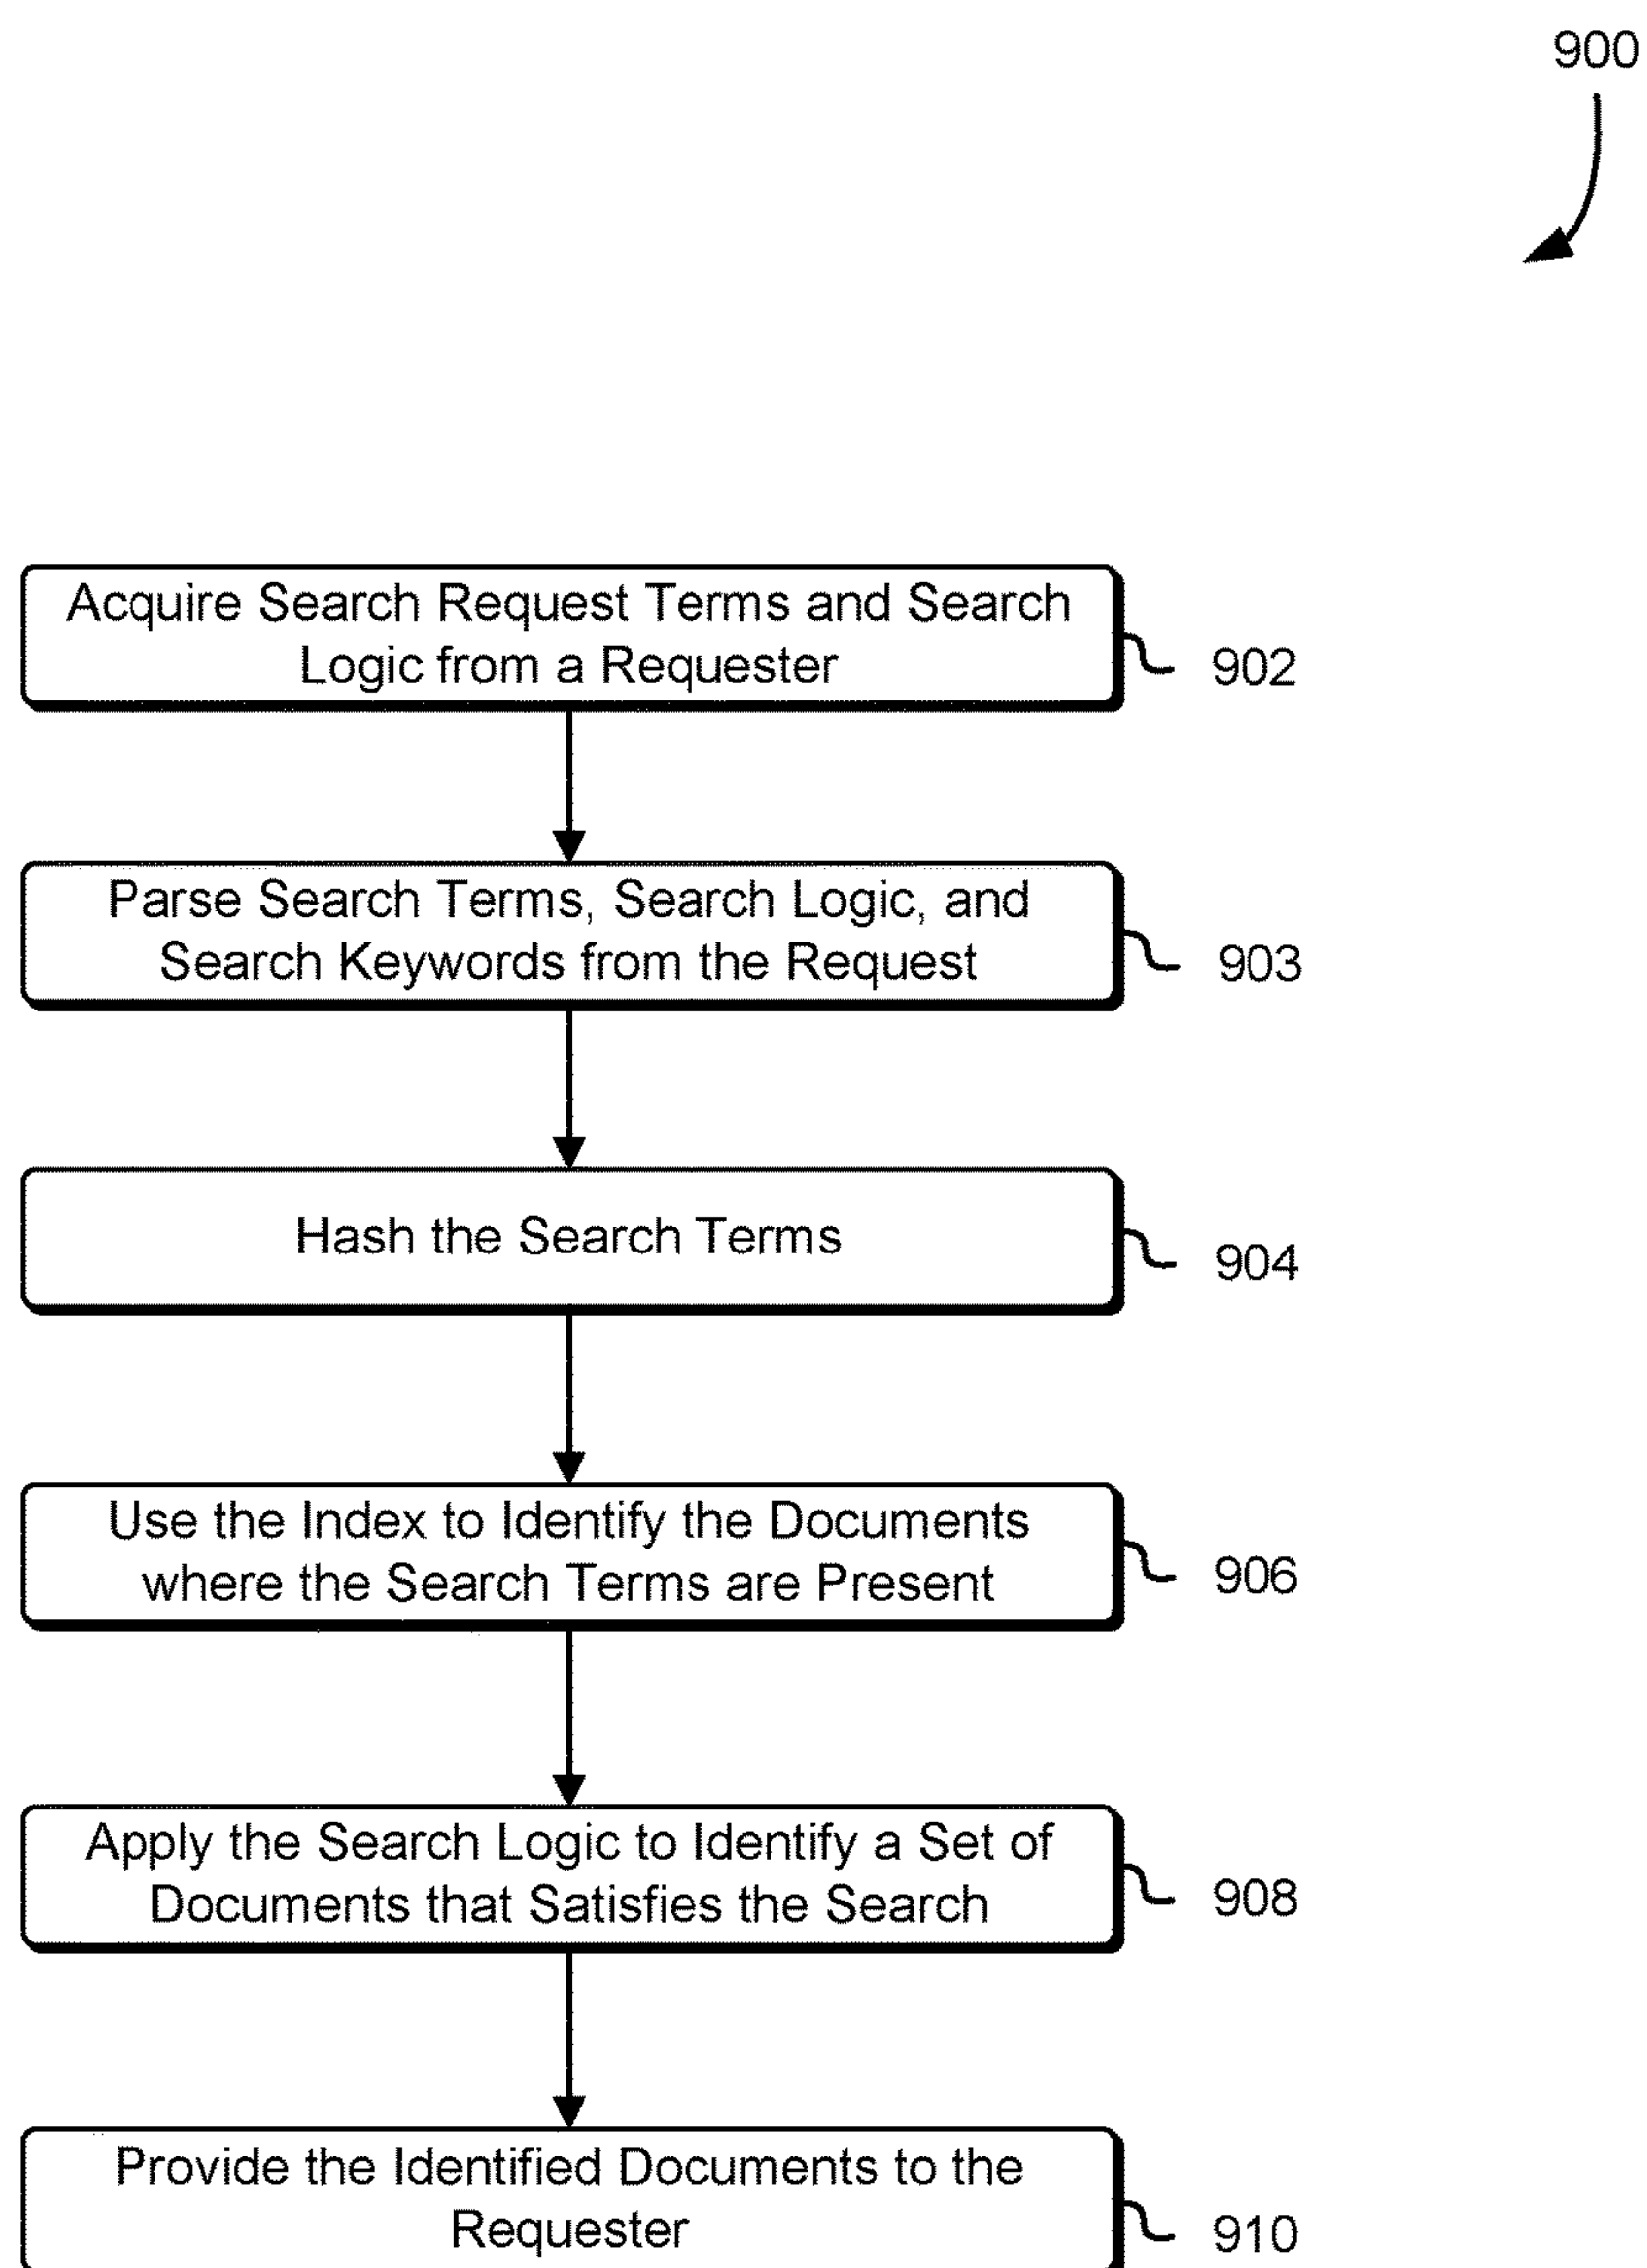 900
Acquire Search Request Terms and Search
Logic from a Requester
902
Parse Search Terms, Search Logic, and
Search Keywords from the Request
903
Hash the Search Terms
904
Use the Index to Identify the Documents
where the Search Terms are Present
906
Apply the Search Logic to Identify a Set of
Documents that Satisfies the Search
908
Provide the Identified Documents to the
Requester
910